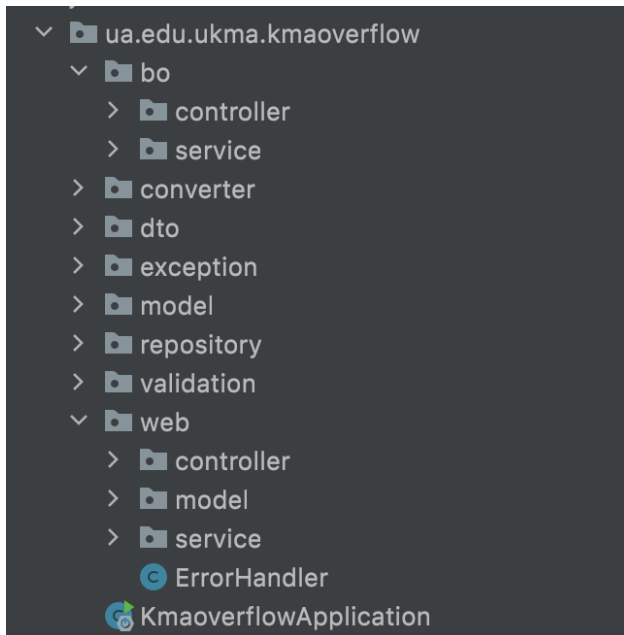 ua.edu.ukma.kmaoverflow
bo
controller
service
converter
dto
exception
model
repository
validation
web
controller
model
service
ErrorHandler
KmaoverflowApplication